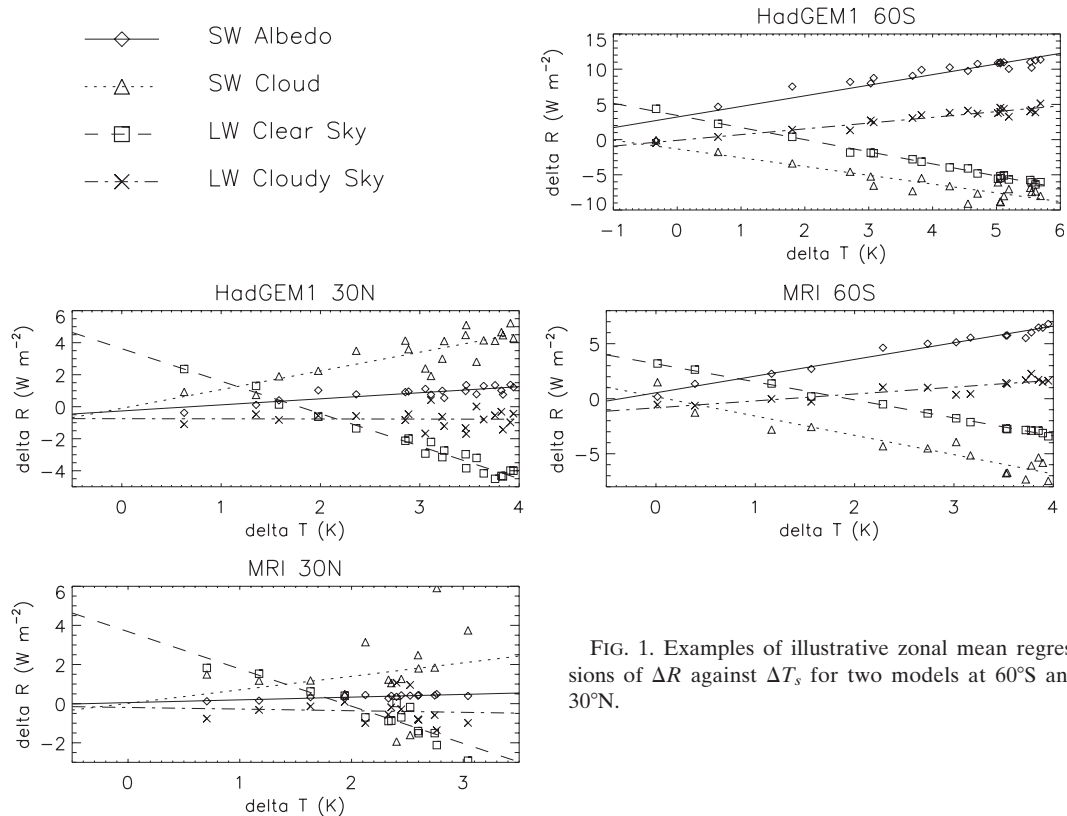 SW Albedo
SW Cloud
LW Clear Sky
LW Cloudy Sky
HadGEM1 60S
delta R (W m⁻²)
15
10
5
0
−5
−10
−1
0
1
2
3
4
5
6
delta T (K)
HadGEM1 30N
delta R (W m⁻²)
6
4
2
0
−2
−4
0
1
2
3
4
delta T (K)
MRI 60S
delta R (W m⁻²)
5
0
−5
0
1
2
3
4
delta T (K)
MRI 30N
delta R (W m⁻²)
6
4
2
0
−2
0
1
2
3
delta T (K)
FIG. 1. Examples of illustrative zonal mean regres-
sions of ΔR against ΔTₛ for two models at 60°S an
30°N.